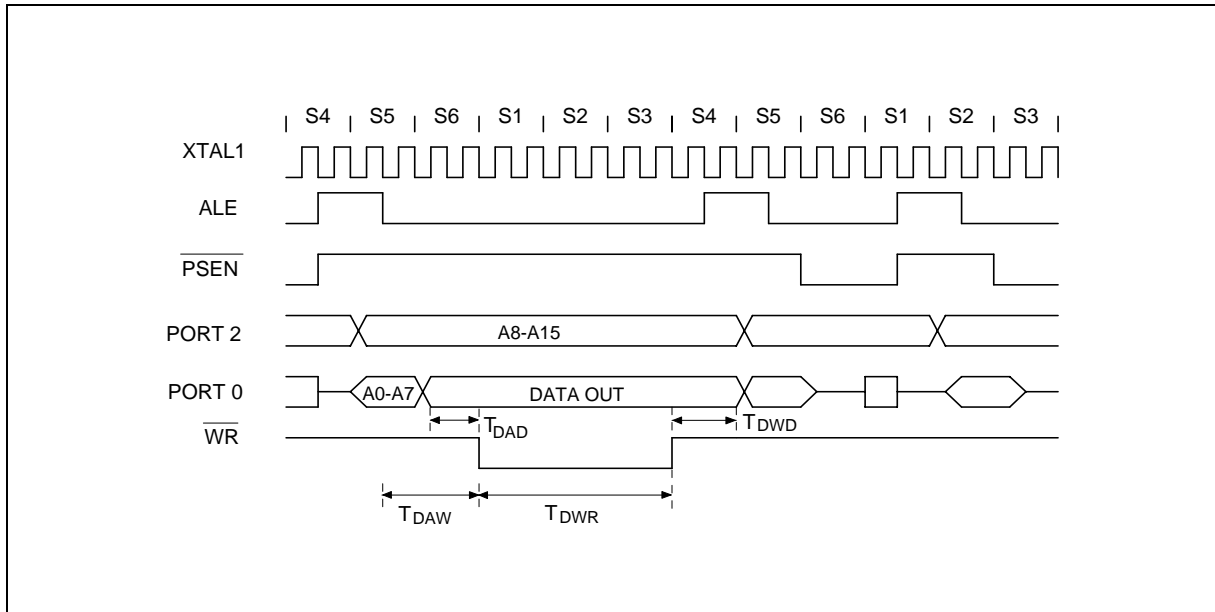 S4 S5 S6 S1 S2 S3 S4 S5 S6 S1 S2 S3
XTAL1
ALE
PSEN
PORT 2 A8-A15
PORT 0 A0-A7 DATA OUT
TDAD TDWD
WR
TDAW TDWR